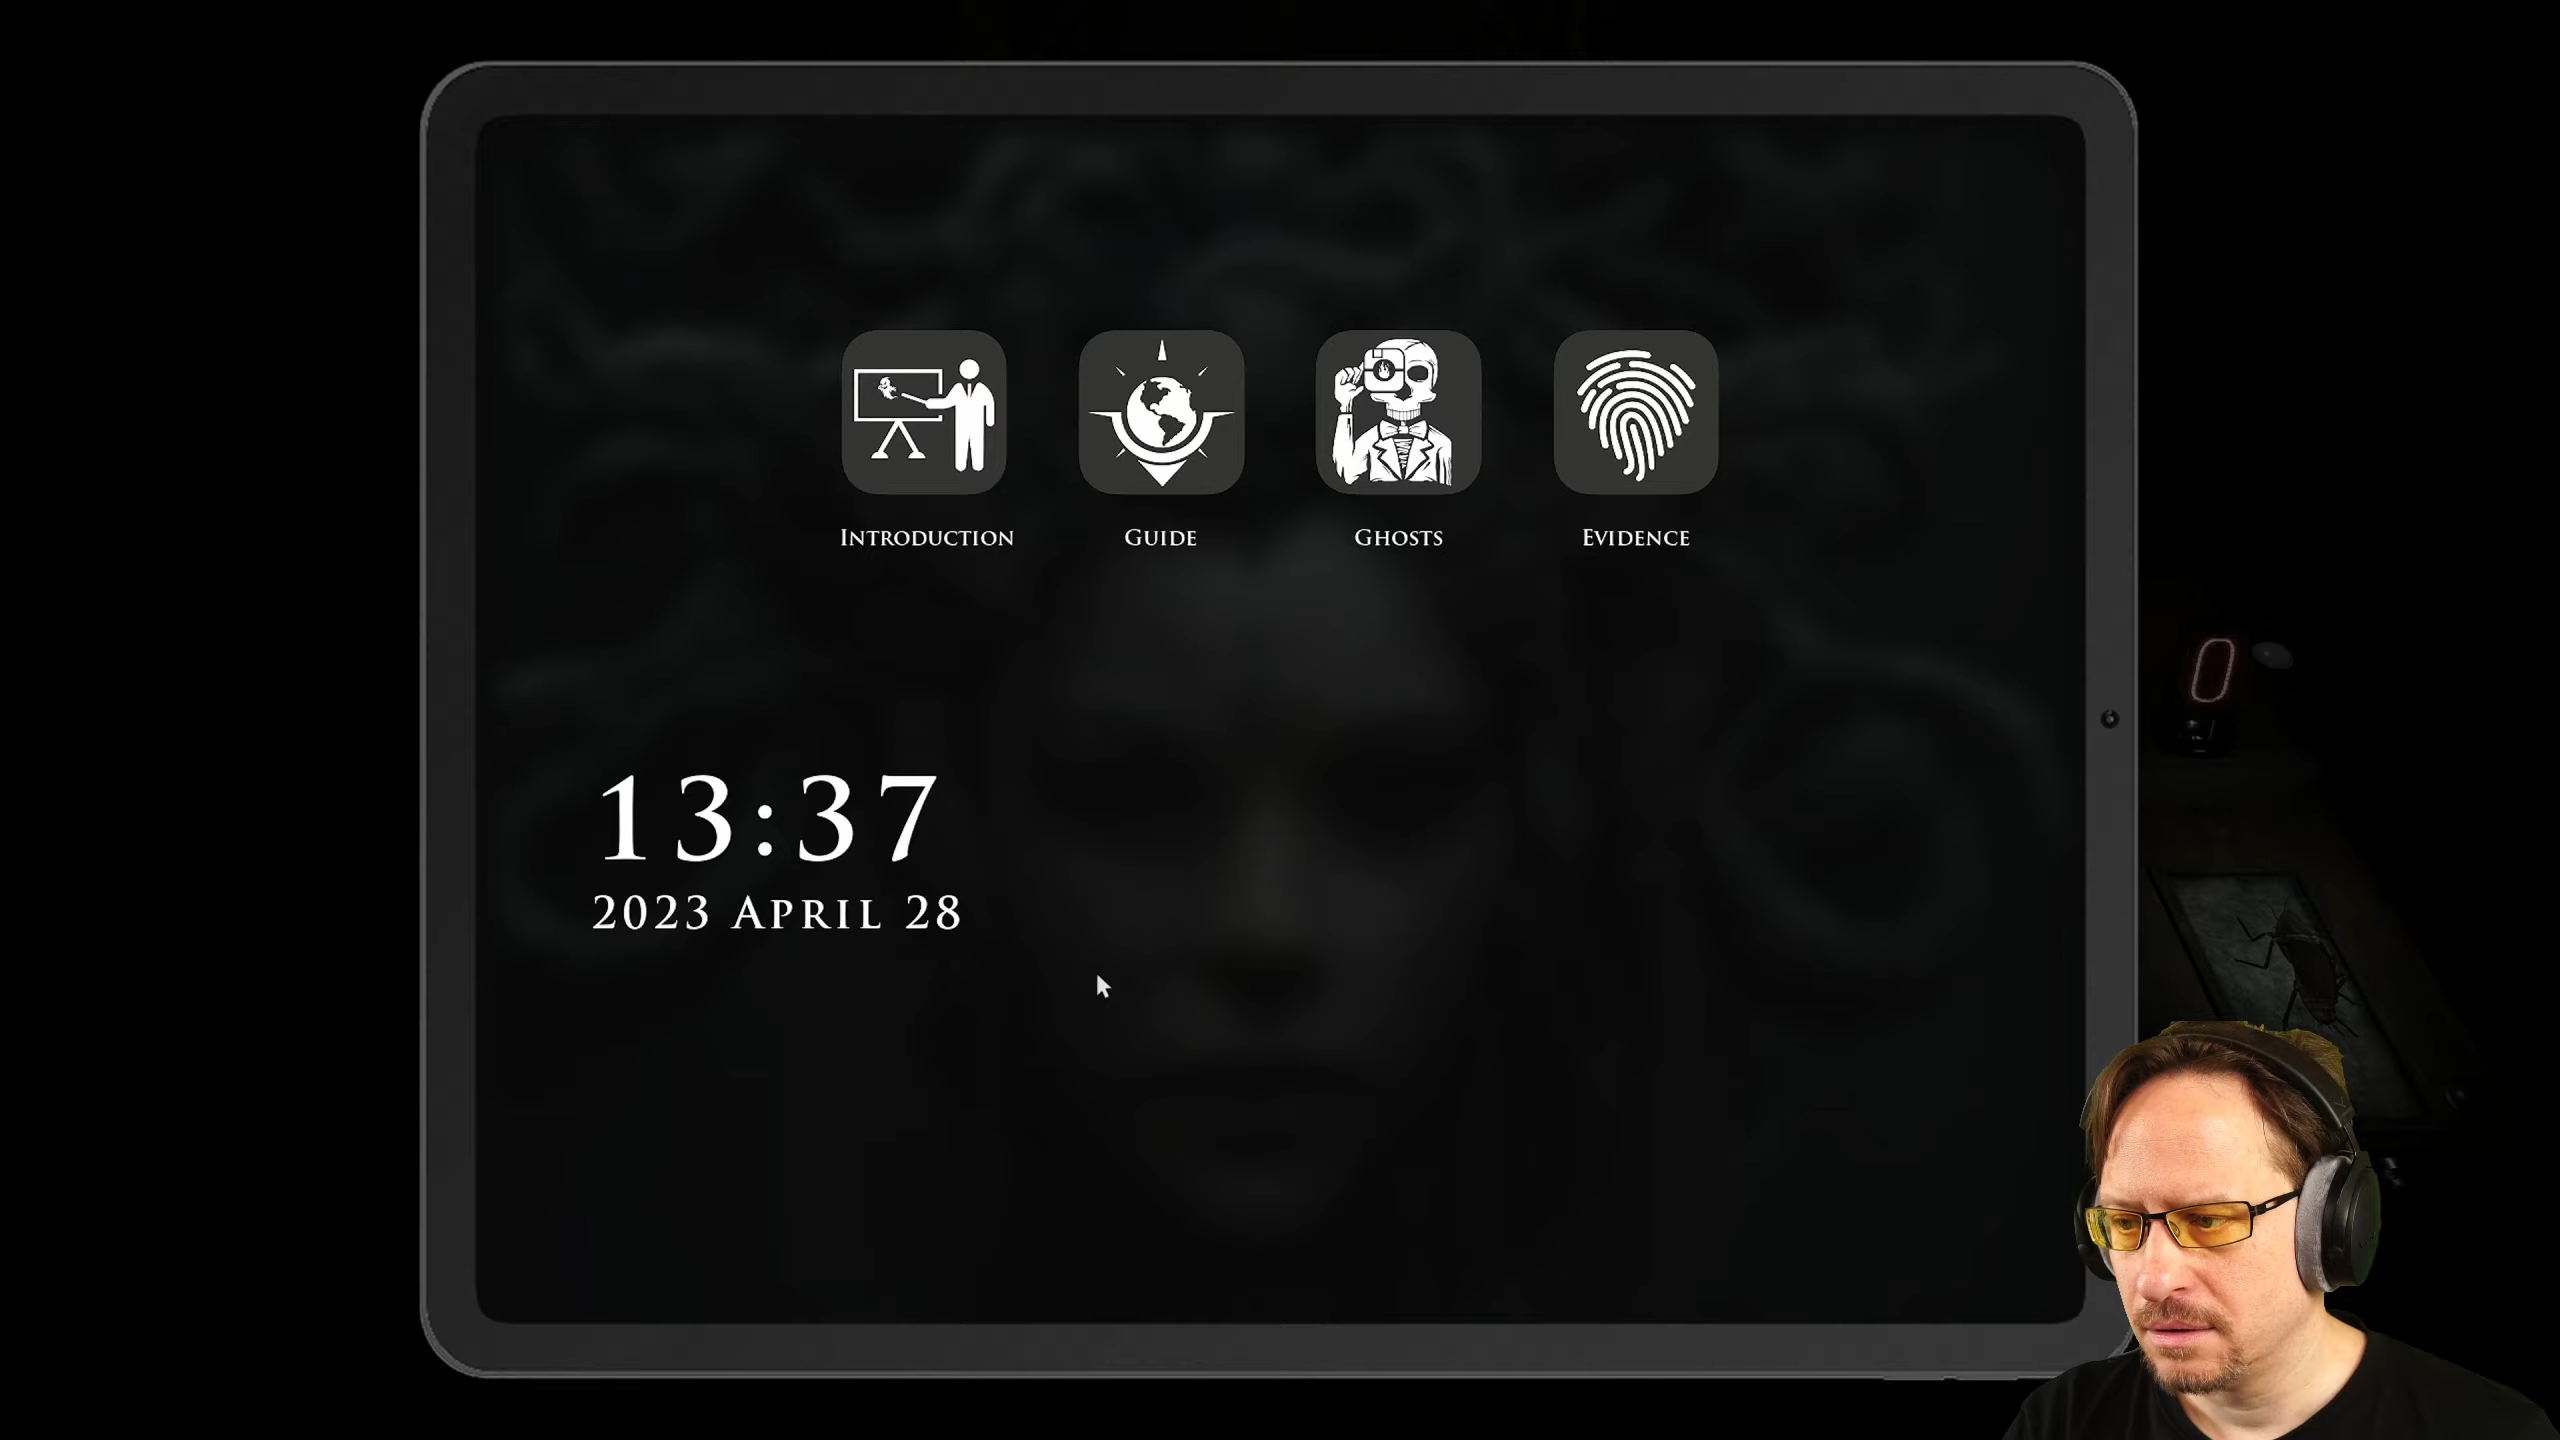 INTRODUCTION
GUIDE
GHOSTS
EVIDENCE
13:37
2023 APRIL 28